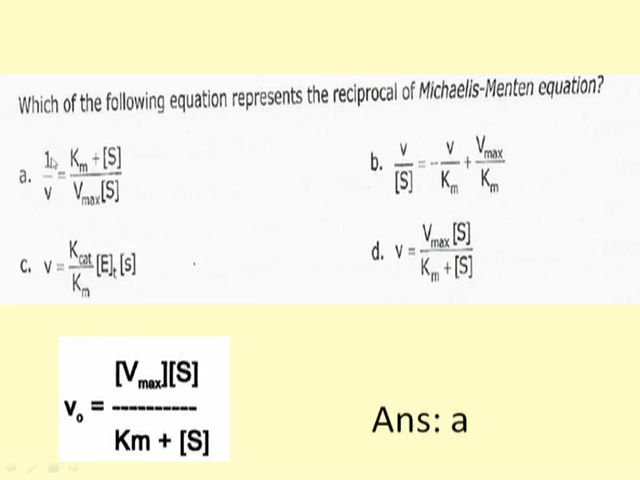 Which of the following equation represents the reciprocal of Michaelis-Menten equation?
a. 1/v = Km + [S] / Vmax[S]
b. v/[S] = - v/Km + Vmax/Km
c. v = Kcat/Km [E]t [s]
d. v = Vmax [S] / Km + [S]
vo = [Vmax][S] / Km + [S]
Ans: a